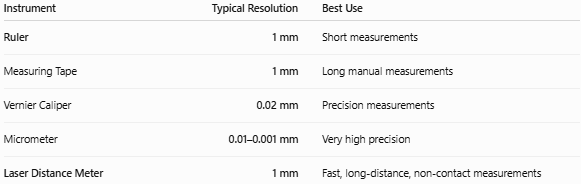 Instrument Typical Resolution Best Use
Ruler 1 mm Short measurements
Measuring Tape 1 mm Long manual measurements
Vernier Caliper 0.02 mm Precision measurements
Micrometer 0.01–0.001 mm Very high precision
Laser Distance Meter 1 mm Fast, long-distance, non-contact measurements